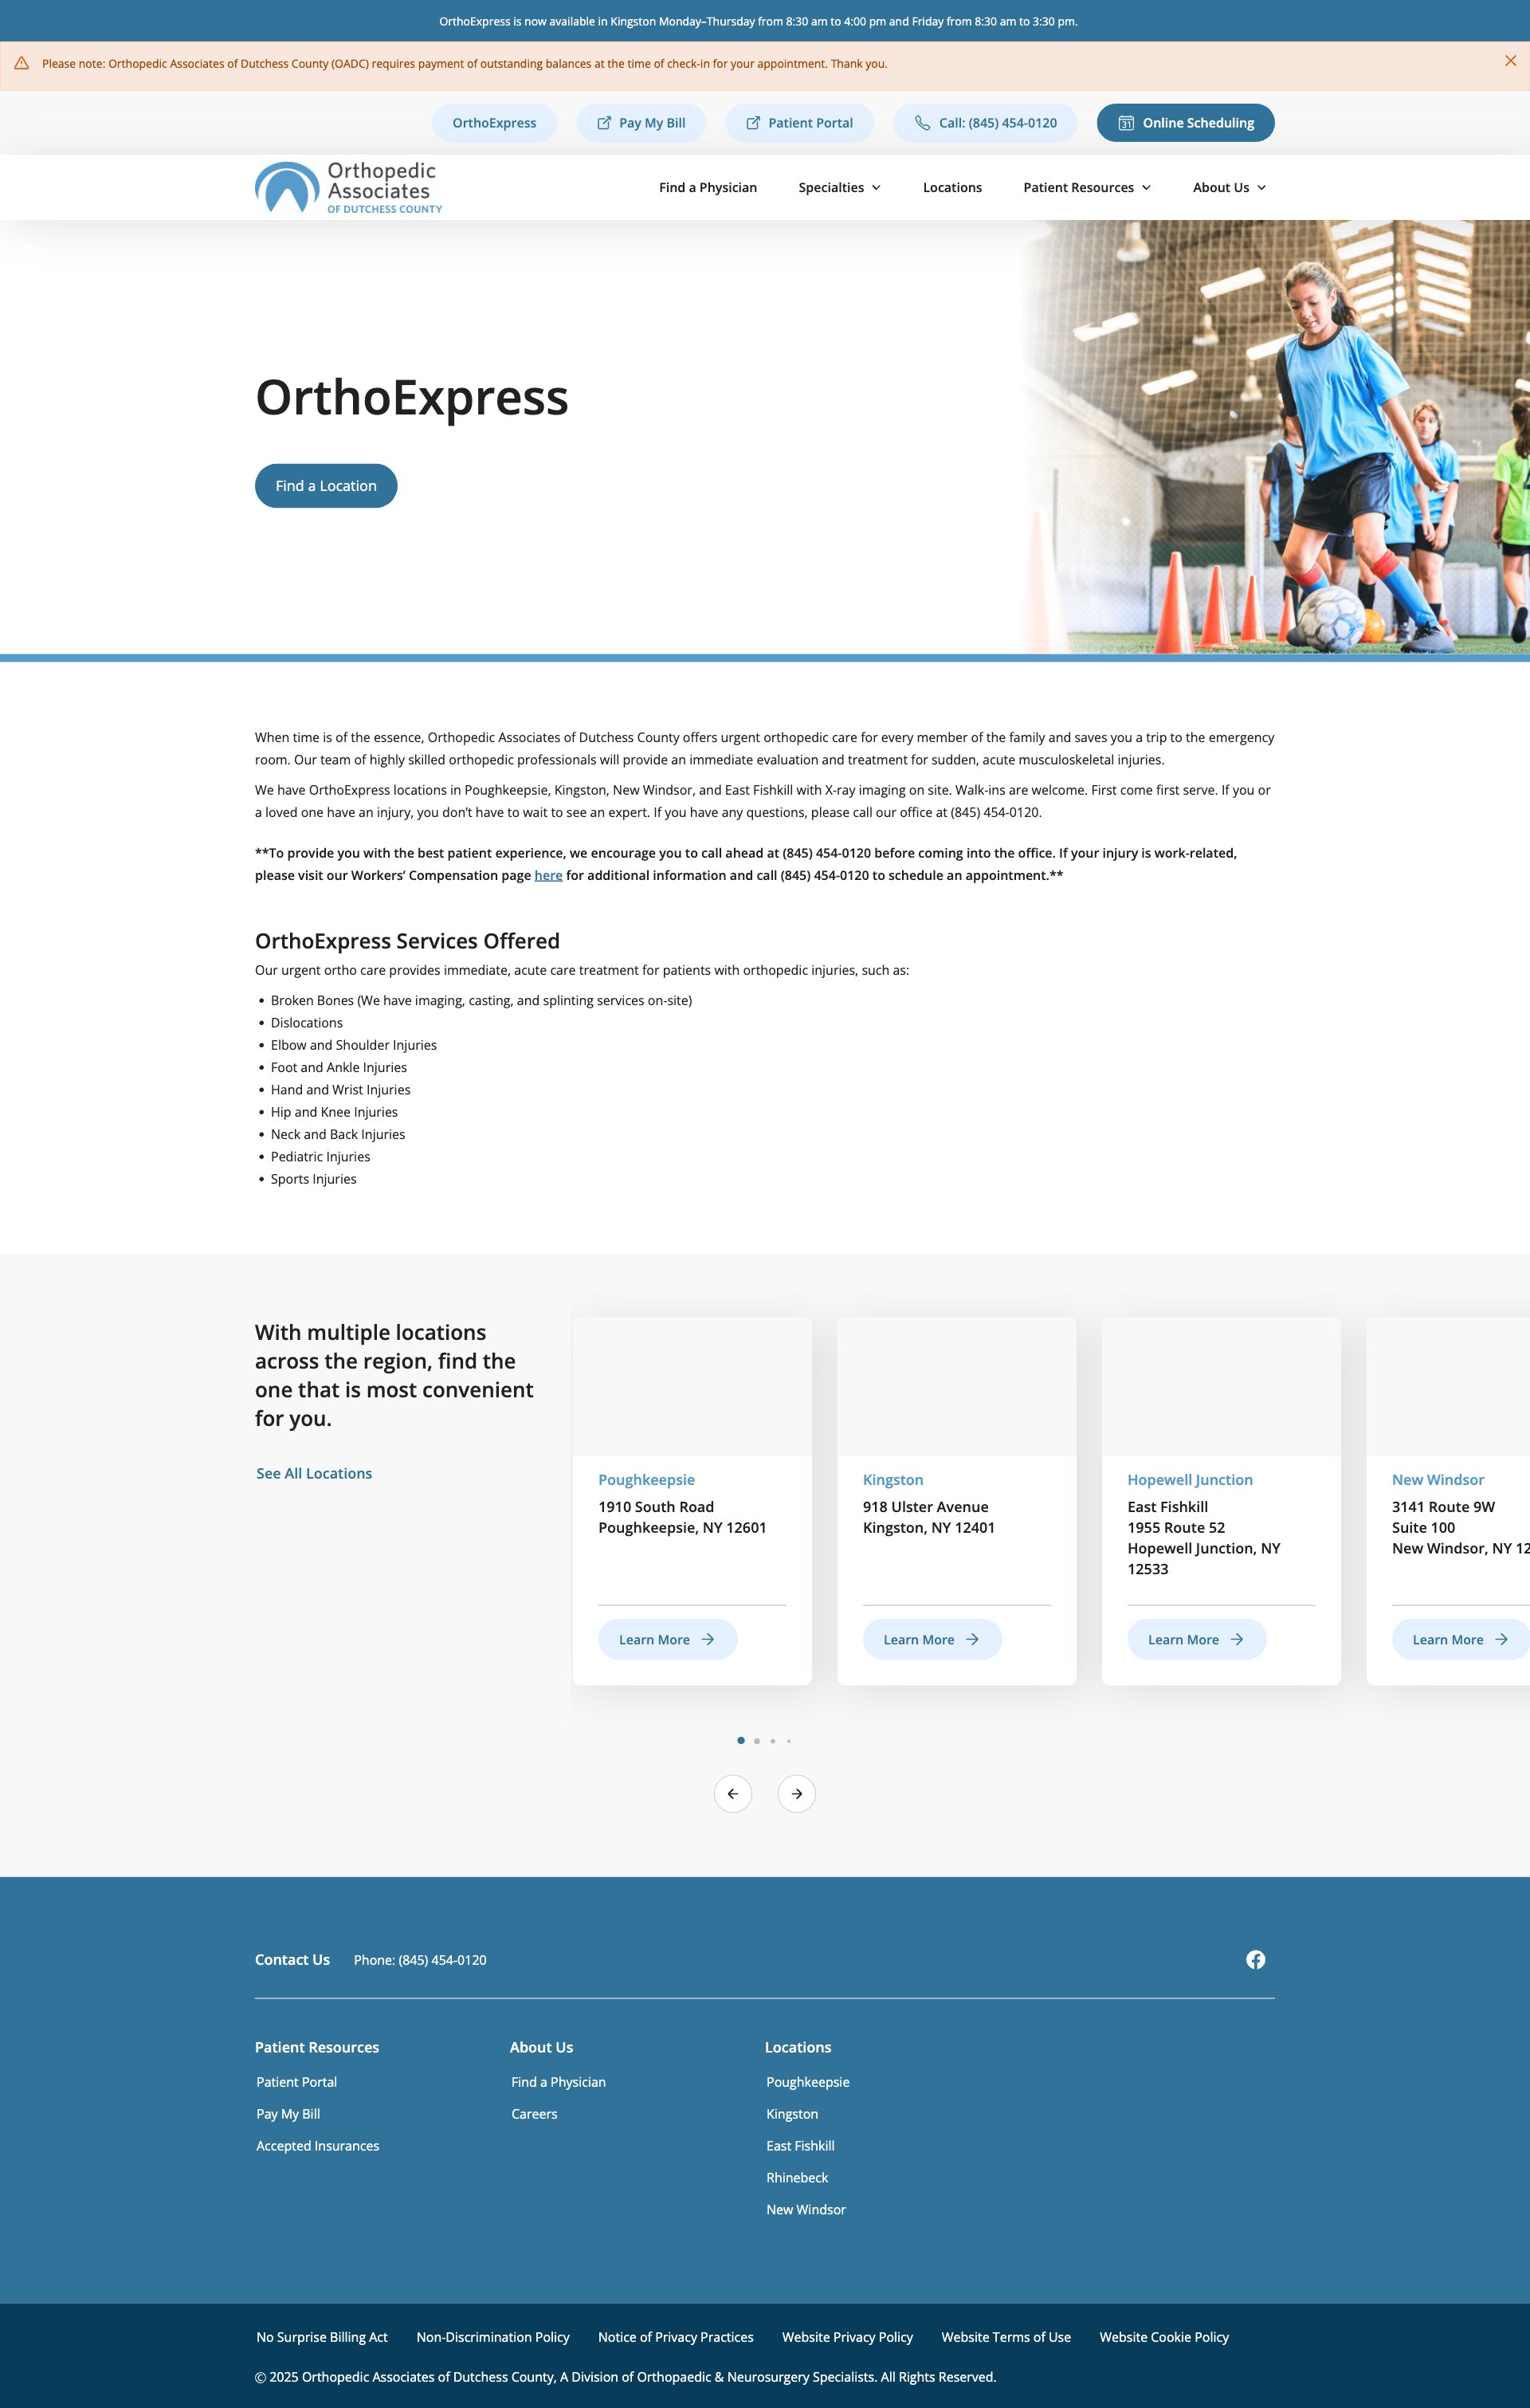 OrthoExpress is now available in Kingston Monday–Thursday from 8:30 am to 4:00 pm and Friday from 8:30 am to 3:30 pm.
Please note: Orthopedic Associates of Dutchess County (OADC) requires payment of outstanding balances at the time of check-in for your appointment. Thank you.
OrthoExpress
Pay My Bill
Patient Portal
Call: (845) 454-0120
31
Online Scheduling
Orthopedic
Associates
OF DUTCHESS COUNTY
Find a Physician
Specialties
Locations
Patient Resources
About Us
OrthoExpress
Find a Location
When time is of the essence, Orthopedic Associates of Dutchess County offers urgent orthopedic care for every member of the family and saves you a trip to the emergency
room. Our team of highly skilled orthopedic professionals will provide an immediate evaluation and treatment for sudden, acute musculoskeletal injuries.
We have OrthoExpress locations in Poughkeepsie, Kingston, New Windsor, and East Fishkill with X-ray imaging on site. Walk-ins are welcome. First come first serve. If you or
a loved one have an injury, you don’t have to wait to see an expert. If you have any questions, please call our office at (845) 454-0120.
**To provide you with the best patient experience, we encourage you to call ahead at (845) 454-0120 before coming into the office. If your injury is work-related,
please visit our Workers’ Compensation page here for additional information and call (845) 454-0120 to schedule an appointment.**
OrthoExpress Services Offered
Our urgent ortho care provides immediate, acute care treatment for patients with orthopedic injuries, such as:
• Broken Bones (We have imaging, casting, and splinting services on-site)
• Dislocations
• Elbow and Shoulder Injuries
• Foot and Ankle Injuries
• Hand and Wrist Injuries
• Hip and Knee Injuries
• Neck and Back Injuries
• Pediatric Injuries
• Sports Injuries
With multiple locations
across the region, find the
one that is most convenient
for you.
See All Locations
Poughkeepsie
1910 South Road
Poughkeepsie, NY 12601
Learn More
Kingston
918 Ulster Avenue
Kingston, NY 12401
Learn More
Hopewell Junction
East Fishkill
1955 Route 52
Hopewell Junction, NY
12533
Learn More
New Windsor
3141 Route 9W
Suite 100
New Windsor, NY 12
Learn More
Contact Us
Phone: (845) 454-0120
Patient Resources
Patient Portal
Pay My Bill
Accepted Insurances
About Us
Find a Physician
Careers
Locations
Poughkeepsie
Kingston
East Fishkill
Rhinebeck
New Windsor
No Surprise Billing Act
Non-Discrimination Policy
Notice of Privacy Practices
Website Privacy Policy
Website Terms of Use
Website Cookie Policy
© 2025 Orthopedic Associates of Dutchess County, A Division of Orthopaedic & Neurosurgery Specialists. All Rights Reserved.